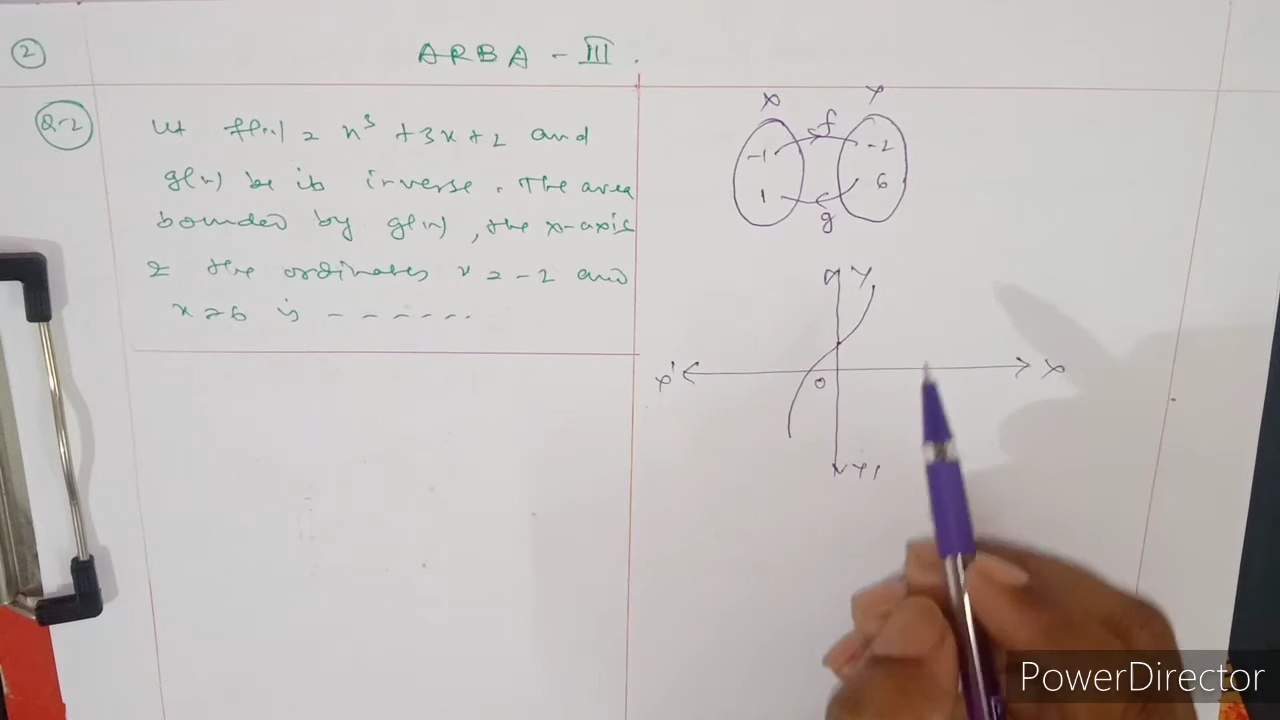 2
ARBA - III.
Q-2
Let f(x) = x³ + 3x + 2 and
g(x) be its inverse. The area
bounded by g(x), the x-axis
& the ordinates x = -2 and
x = 6 is - - - - - - .
X Y
f
-1 -2
1 6
g
Y
X' O X
Y'
PowerDirector